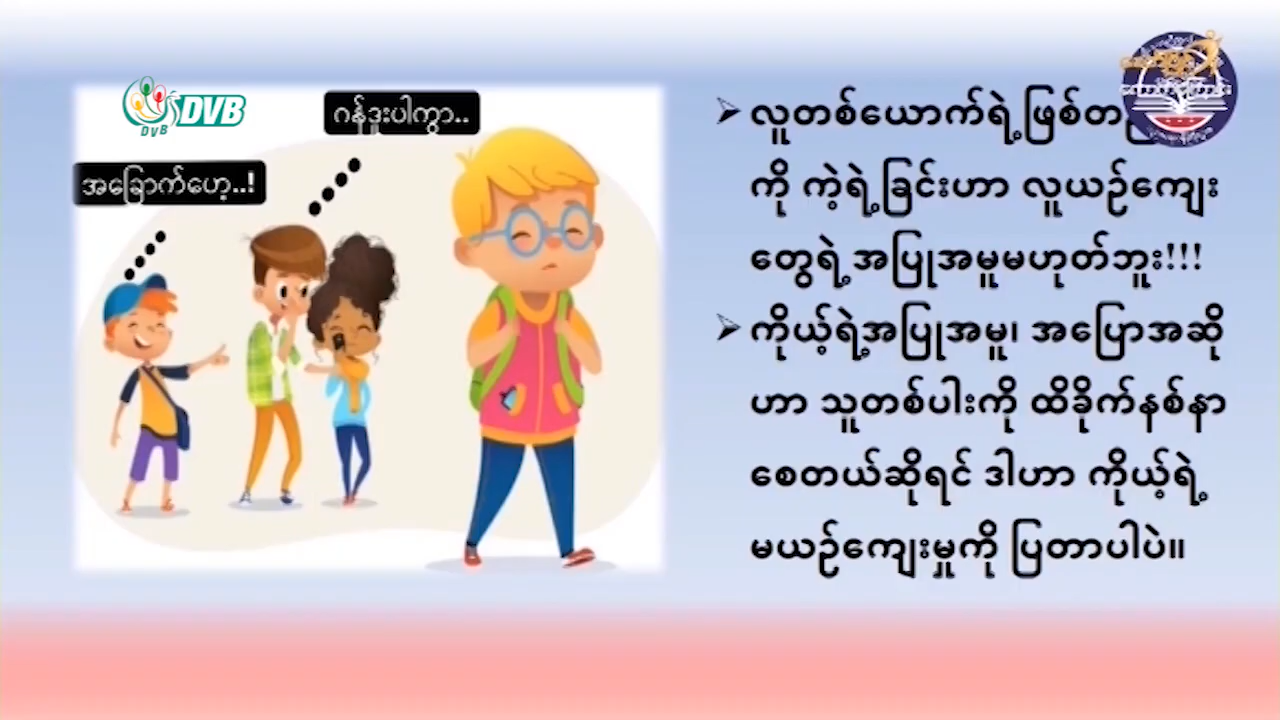 DVB
DVB
ဂန်ဒူးပါကွာ..
အခြောက်ဟေ့..!
လူတစ်ယောက်ရဲ့ဖြစ်တည်
ကို ကဲ့ရဲ့ခြင်းဟာ လူယဉ်ကျေး
တွေရဲ့အပြုအမူမဟုတ်ဘူး!!!
ကိုယ့်ရဲ့အပြုအမူ၊ အပြောအဆို
ဟာ သူတစ်ပါးကို ထိခိုက်နစ်နာ
စေတယ်ဆိုရင် ဒါဟာ ကိုယ့်ရဲ့
မယဉ်ကျေးမှုကို ပြတာပါပဲ။